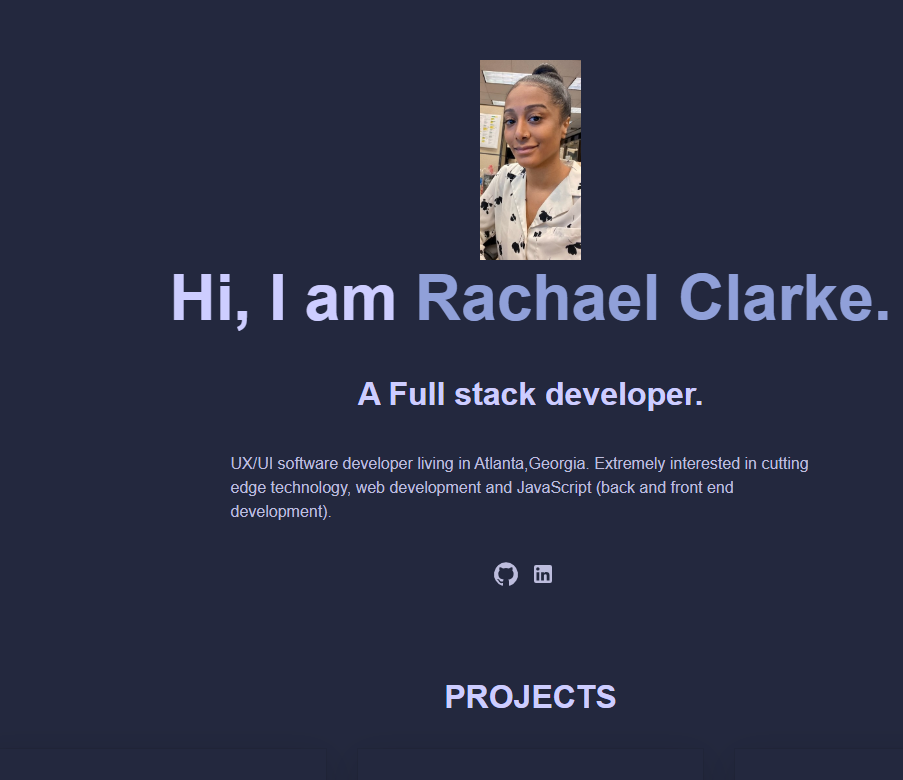 Hi, I am Rachael Clarke.
A Full stack developer.
UX/UI software developer living in Atlanta,Georgia. Extremely interested in cutting
edge technology, web development and JavaScript (back and front end
development).
in
PROJECTS